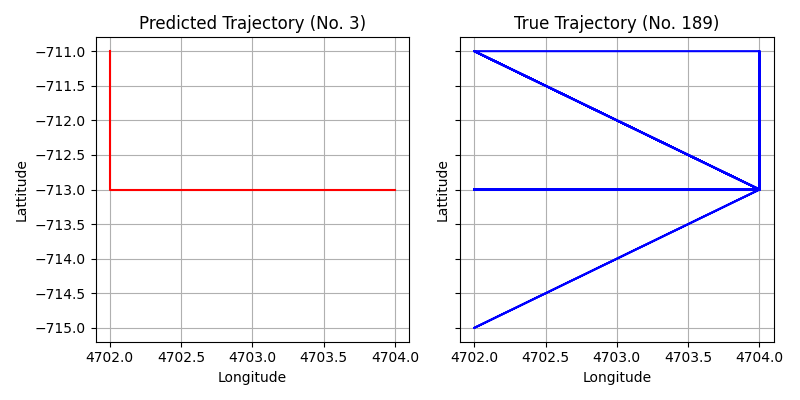 Predicted Trajectory (No. 3)
True Trajectory (No. 189)
Lattitude
−711.0
−711.5
−712.0
−712.5
−713.0
−713.5
−714.0
−714.5
−715.0
4702.0 4702.5 4703.0 4703.5 4704.0
Longitude
Lattitude
4702.0 4702.5 4703.0 4703.5 4704.0
Longitude